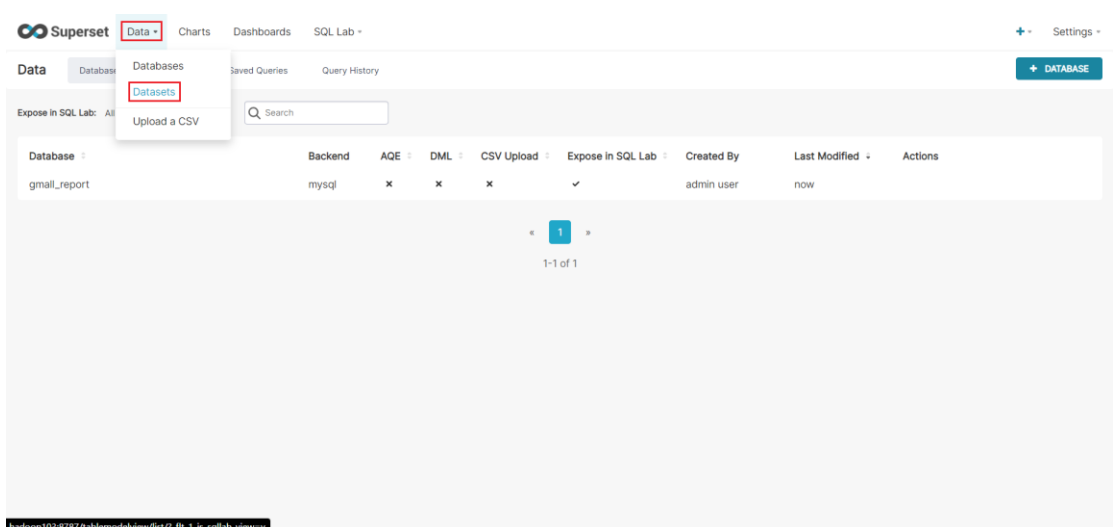 Superset Data Charts Dashboards SQL Lab + Settings
Data Databases Saved Queries Query History + DATABASE
Databases
Datasets
Upload a CSV
Expose in SQL Lab: All Search
Database Backend AQE DML CSV Upload Expose in SQL Lab Created By Last Modified Actions
gmall_report mysql × × × ✓ admin user now
« 1 »
1-1 of 1